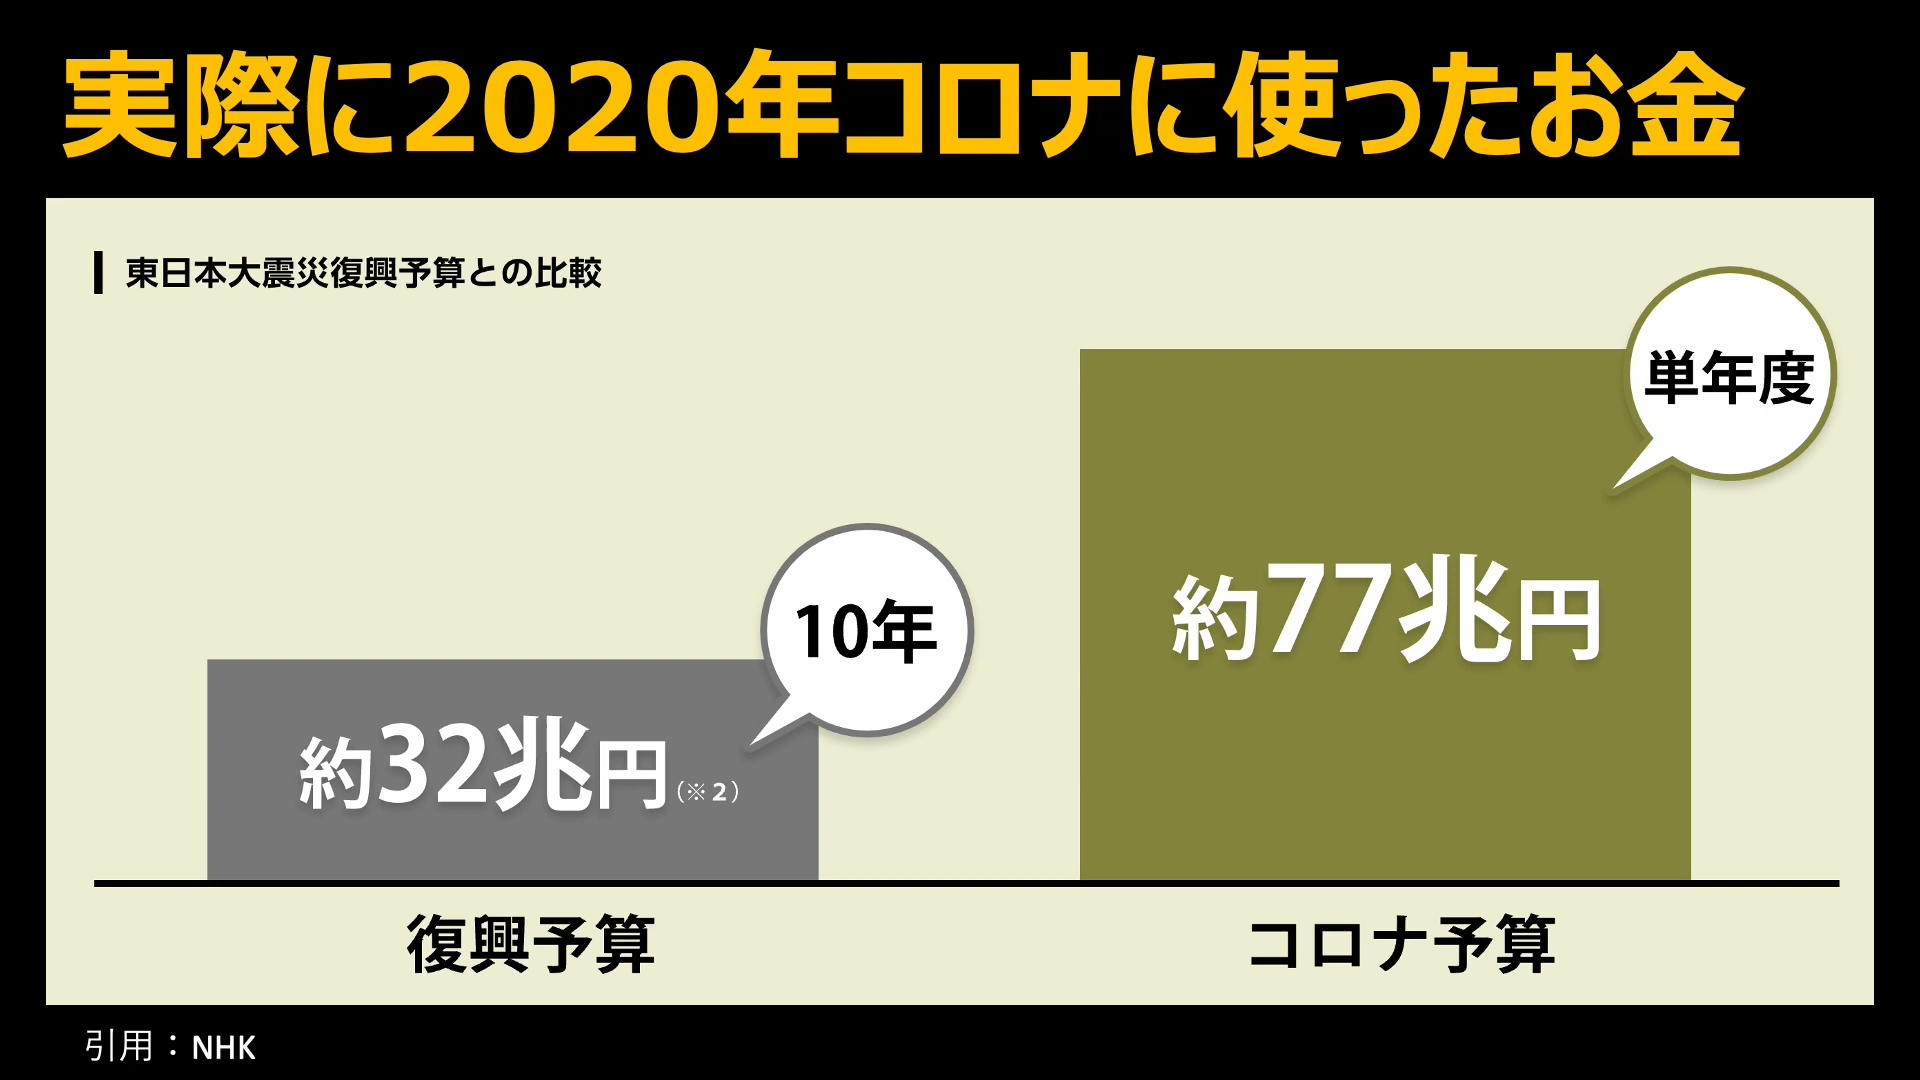 実際に2020年コロナに使ったお金
東日本大震災復興予算との比較
単年度
約77兆円
10年
約32兆円(※2)
復興予算
コロナ予算
引用：NHK